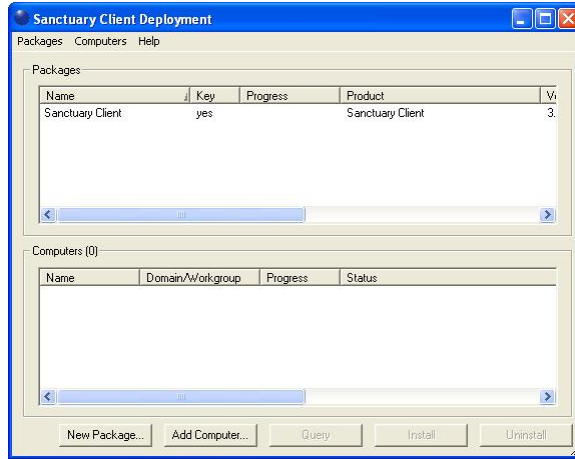 Sanctuary Client Deployment
Packages Computers Help
Packages
Name Key Progress Product
Sanctuary Client yes Sanctuary Client 3.
Computers (0)
Name Domain/Workgroup Progress Status
New Package... Add Computer... Query Install Uninstall